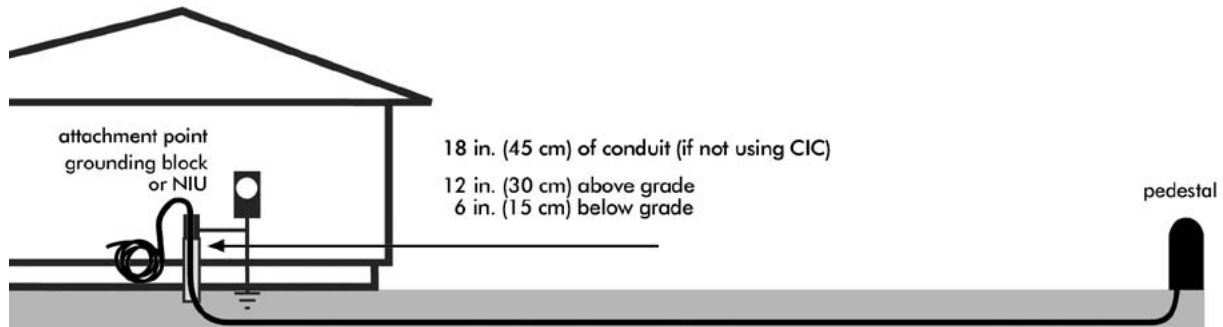 attachment point
grounding block
or NIU
18 in. (45 cm) of conduit (if not using CIC)
12 in. (30 cm) above grade
6 in. (15 cm) below grade
pedestal